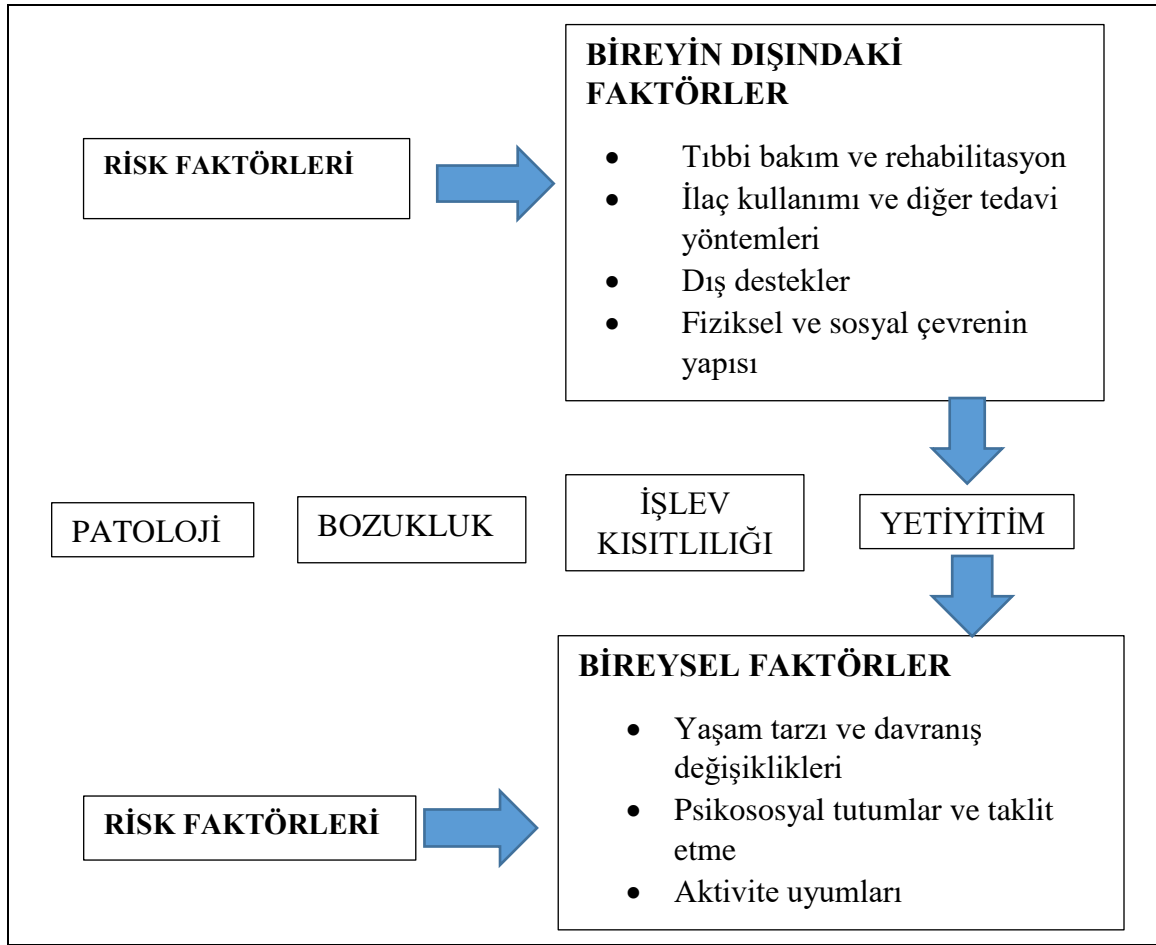 BİREYİN DIŞINDAKİ
FAKTÖRLER
RİSK FAKTÖRLERİ
• Tıbbi bakım ve rehabilitasyon
• İlaç kullanımı ve diğer tedavi
yöntemleri
• Dış destekler
• Fiziksel ve sosyal çevrenin
yapısı
PATOLOJİ
BOZUKLUK
İŞLEV
KISITLILIĞI
YETİYİTİM
BİREYSEL FAKTÖRLER
• Yaşam tarzı ve davranış
değişiklikleri
RİSK FAKTÖRLERİ
• Psikososyal tutumlar ve taklit
etme
• Aktivite uyumları